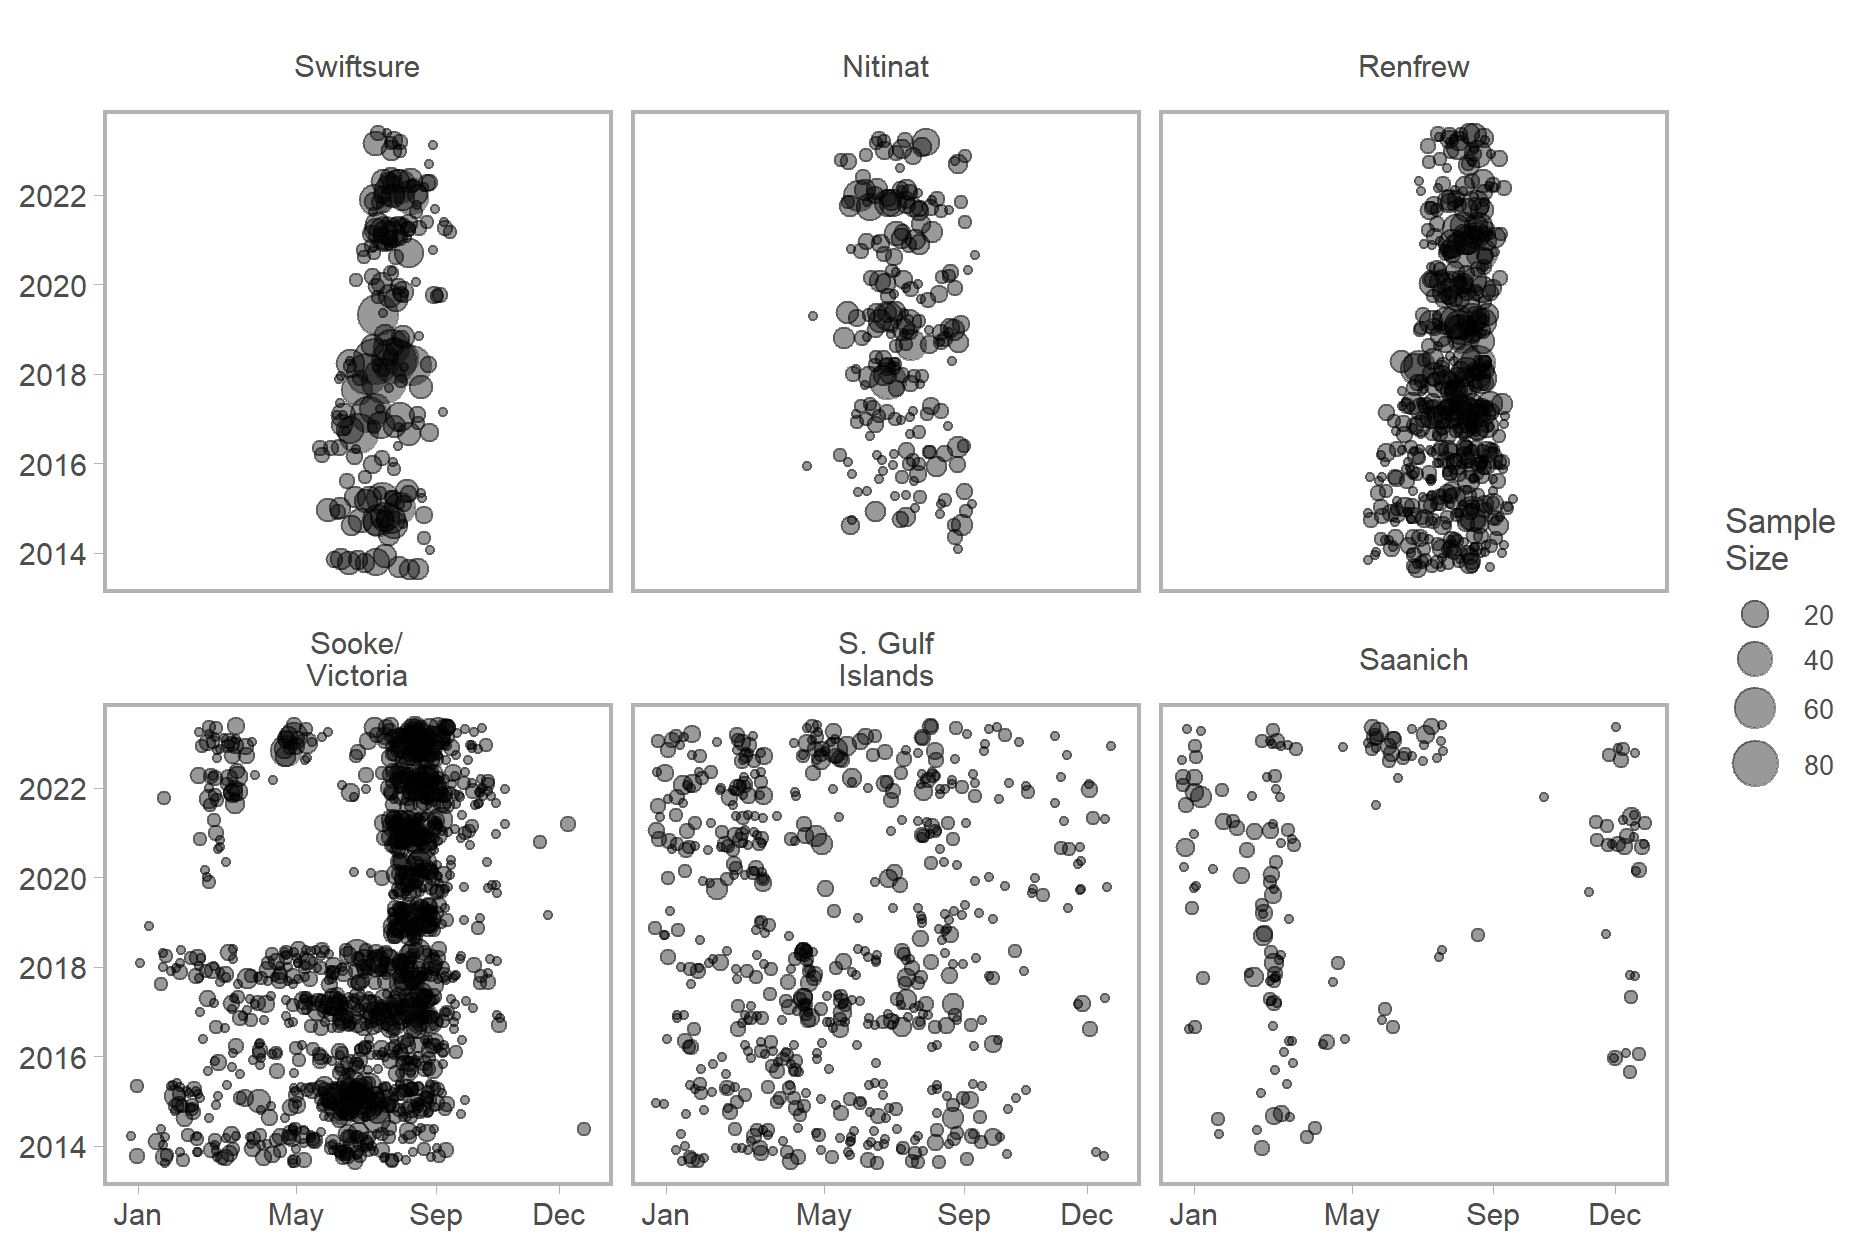 Swiftsure
Nitinat
Renfrew
2022
2020
2018
2016
2014
Sooke/
Victoria
S. Gulf
Islands
Saanich
2022
2020
2018
2016
2014
Jan
May
Sep
Dec
Jan
May
Sep
Dec
Jan
May
Sep
Dec
Sample
Size
20
40
60
80